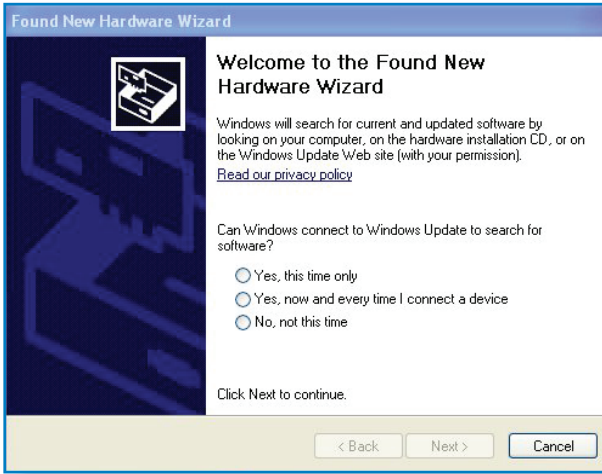 Found New Hardware Wizard
Welcome to the Found New
Hardware Wizard
Windows will search for current and updated software by
looking on your computer, on the hardware installation CD, or on
the Windows Update Web site (with your permission).
Read our privacy policy
Can Windows connect to Windows Update to search for
software?
Yes, this time only
Yes, now and every time I connect a device
No, not this time
Click Next to continue.
< Back
Next >
Cancel